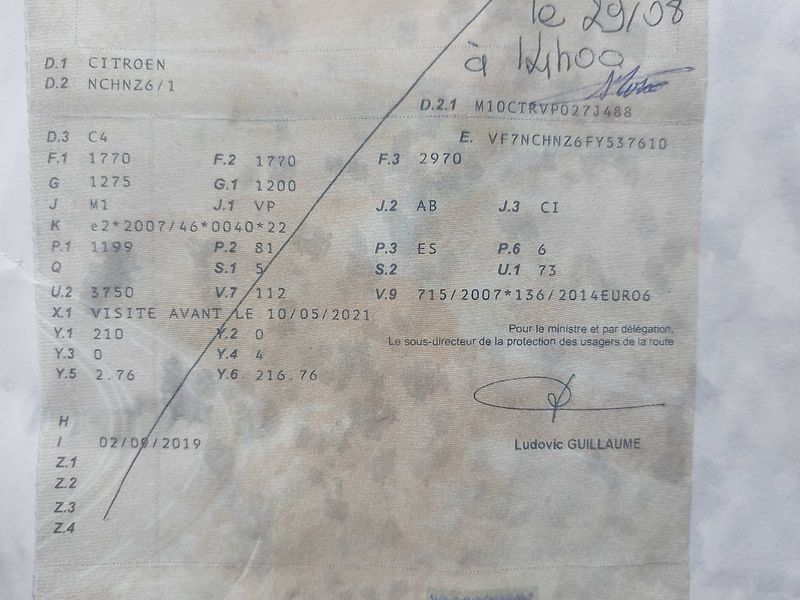 le 29/08
à 14h00
D.1 CITROEN
D.2 NCHNZ6/1
D.2.1 M10CTRVP027J488
D.3 C4 E. VF7NCHNZ6FY537610
F.1 1770 F.2 1770 F.3 2970
G 1275 G.1 1200
J M1 J.1 VP J.2 AB J.3 CI
K e2*2007/46*0040*22
P.1 1199 P.2 81 P.3 ES P.6 6
Q S.1 5 S.2 U.1 73
U.2 3750 V.7 112 V.9 715/2007*136/2014EURO6
X.1 VISITE AVANT LE 10/05/2021
Y.1 210 Y.2 0
Pour le ministre et par délégation,
Le sous-directeur de la protection des usagers de la route
Y.3 0 Y.4 4
Y.5 2.76 Y.6 216.76
H
I 02/09/2019
Ludovic GUILLAUME
Z.1
Z.2
Z.3
Z.4